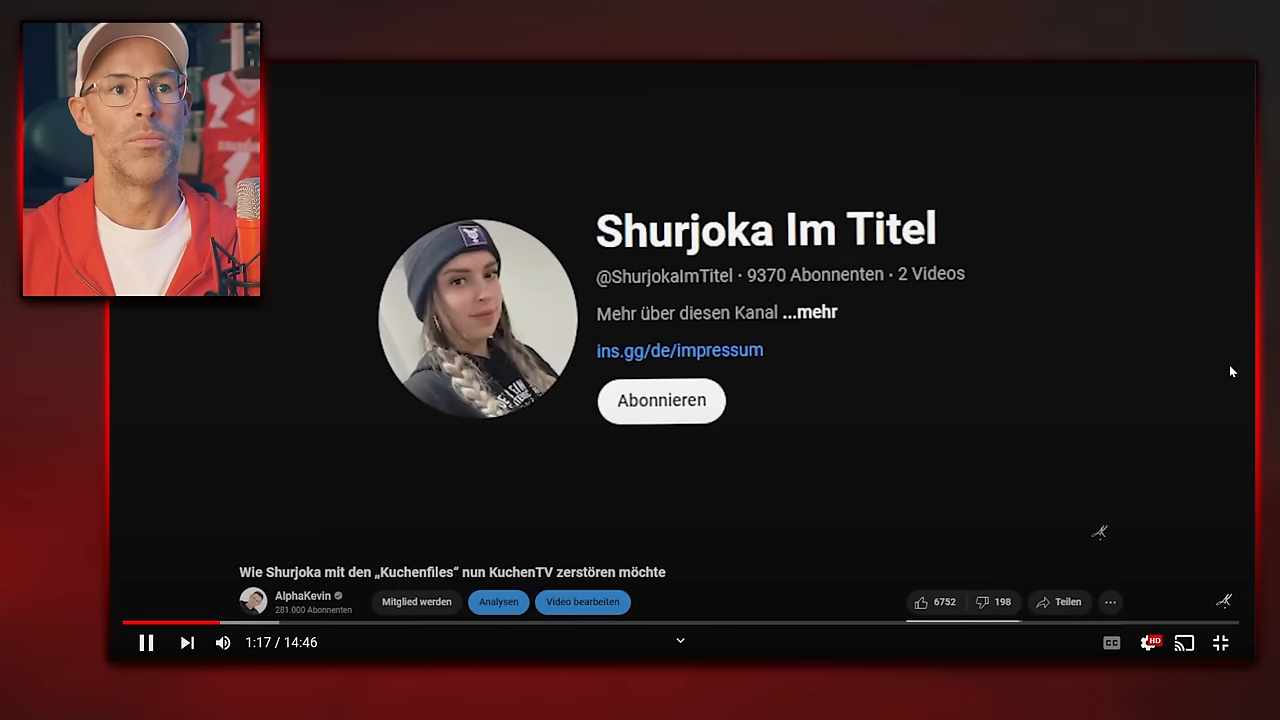 Shurjoka Im Titel
@ShurjokaImTitel · 9370 Abonnenten · 2 Videos
Mehr über diesen Kanal ...mehr
ins.gg/de/impressum
Abonnieren
Wie Shurjoka mit den „Kuchenfiles“ nun KuchenTV zerstören möchte
AlphaKevin
281.000 Abonnenten
Mitglied werden
Analysen
Video bearbeiten
6752
198
Teilen
1:17 / 14:46
CC
HD